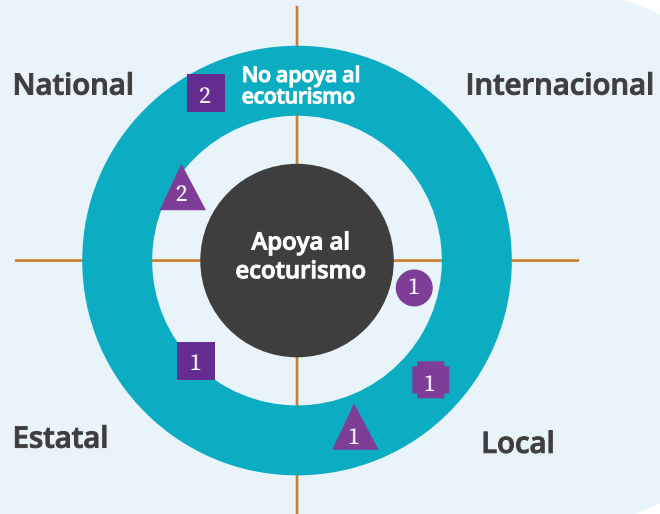 National
Internacional
No apoya al
ecoturismo
2
2
Apoya al
ecoturismo
1
1
1
1
Estatal
Local